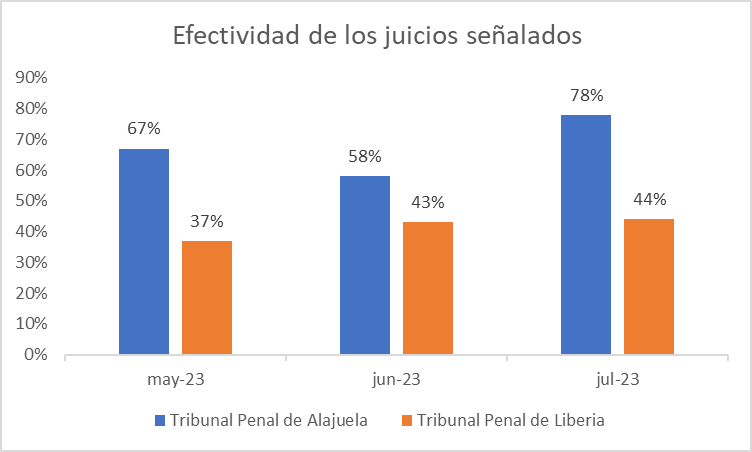 Efectividad de los juicios señalados
90%
80%
70%
60%
50%
40%
30%
20%
10%
0%
67%
37%
58%
43%
78%
44%
may-23
jun-23
jul-23
Tribunal Penal de Alajuela
Tribunal Penal de Liberia